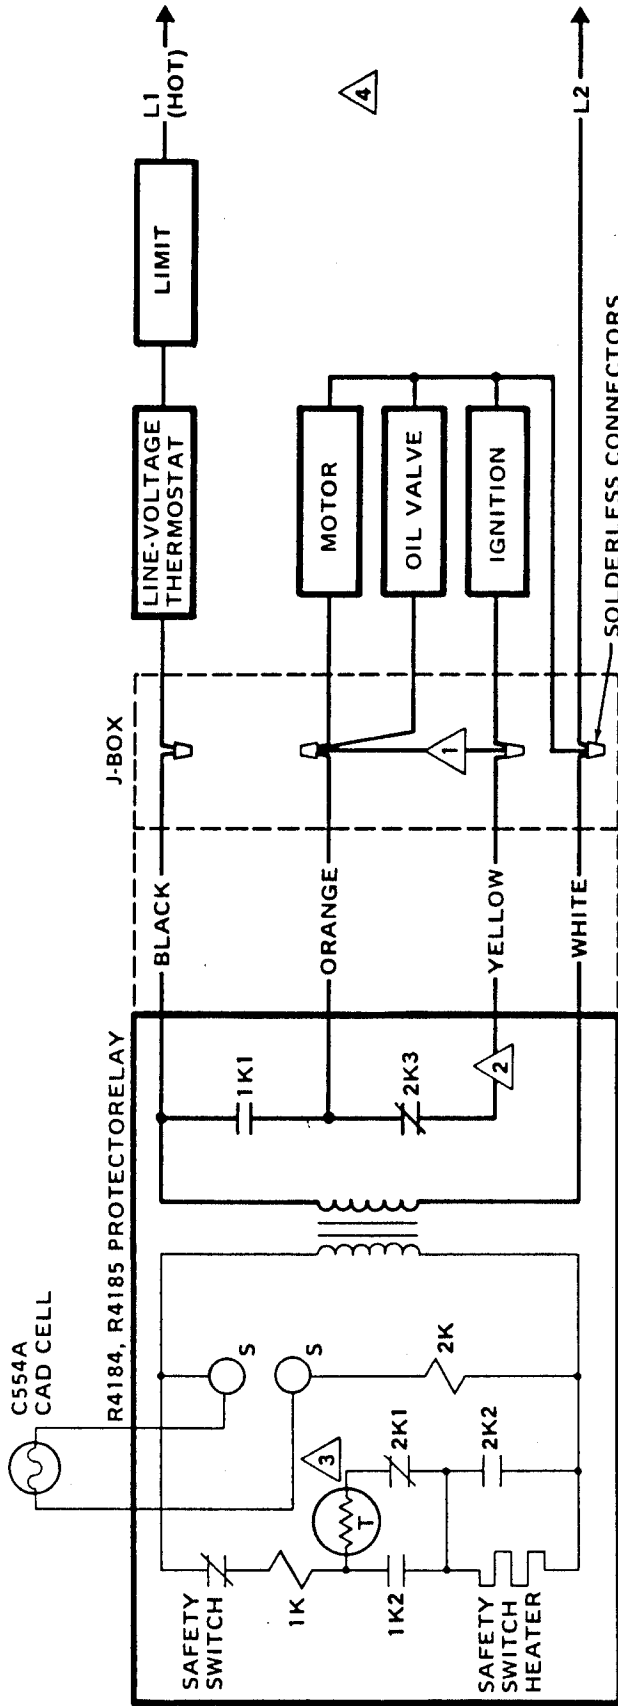 C554A
CAD CELL
R4184, R4185 PROTECTORELAY
SAFETY
SWITCH
1K
1K2
SAFETY
SWITCH
HEATER
T
3
2K1
2K2
2K
S
S
1K1
2K3
2
BLACK
ORANGE
YELLOW
WHITE
J-BOX
1
LINE-VOLTAGE
THERMOSTAT
LIMIT
L1
(HOT)
MOTOR
OIL VALVE
IGNITION
4
L2
SOLDERLESS CONNECTORS